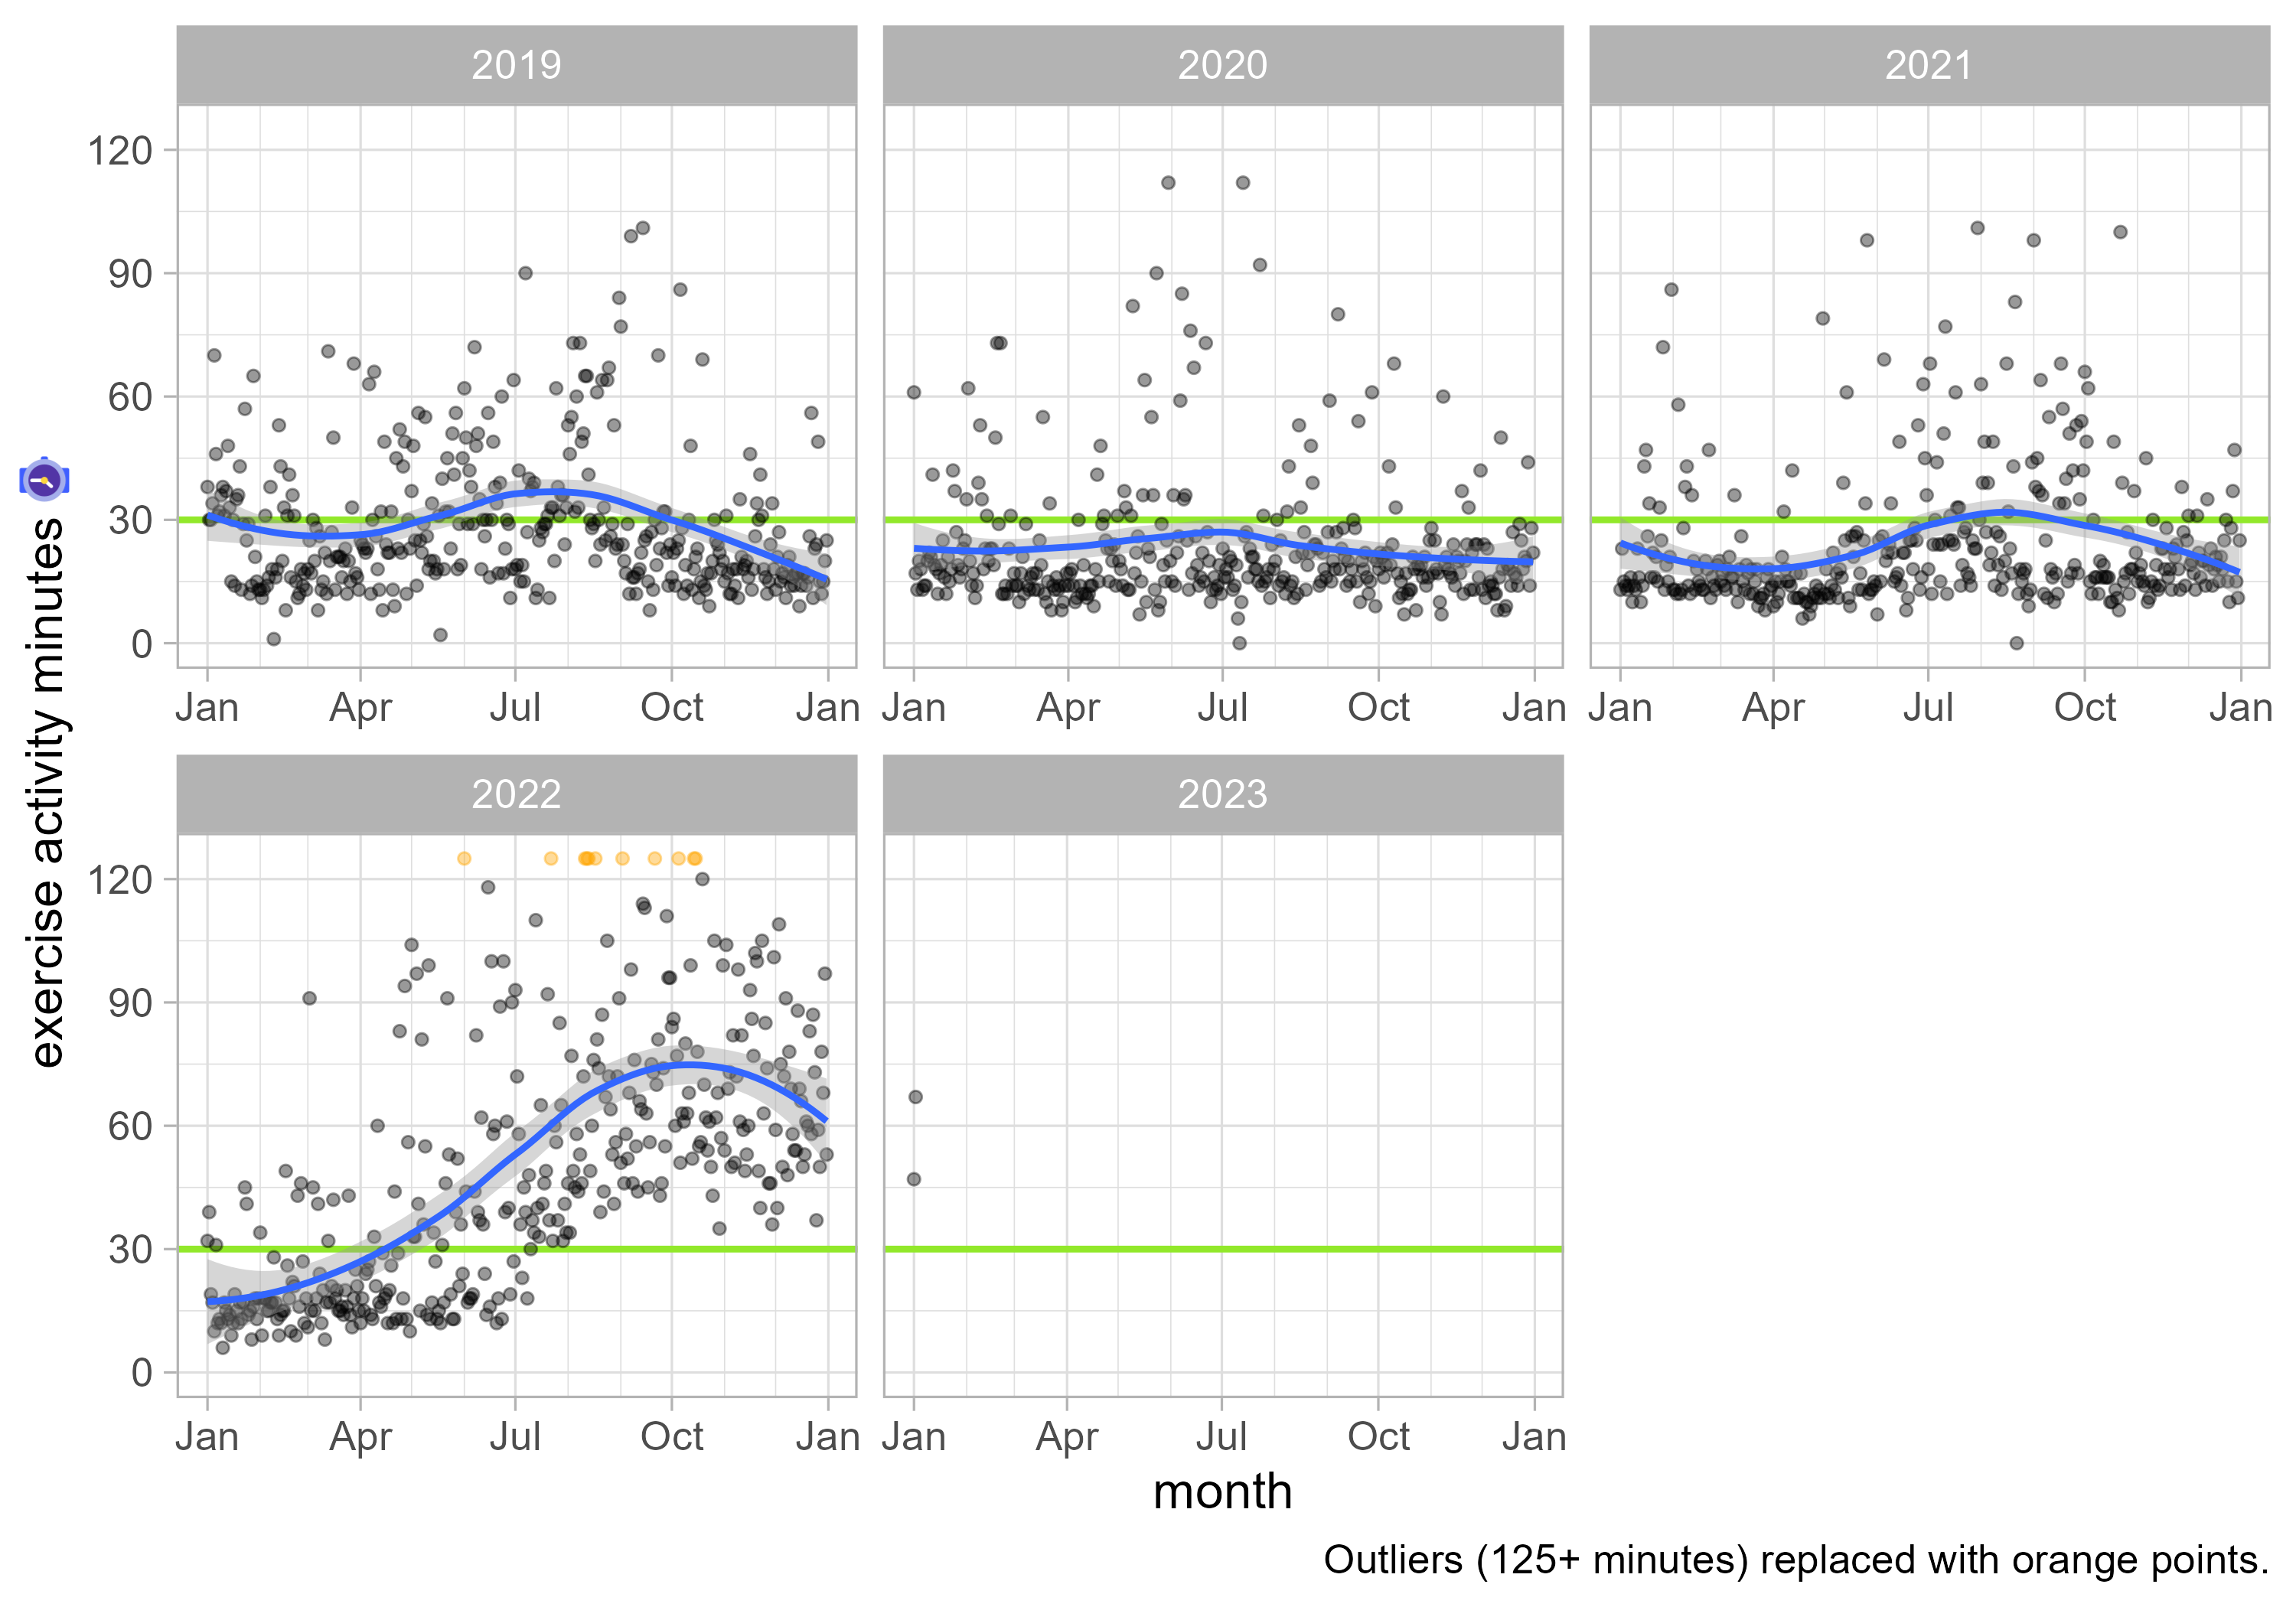 2019
2020
2021
120
90
60
30
0
Jan Apr Jul Oct Jan
Jan Apr Jul Oct Jan
Jan Apr Jul Oct Jan
exercise activity minutes
2022
2023
120
90
60
30
0
Jan Apr Jul Oct Jan
Jan Apr Jul Oct Jan
month
Outliers (125+ minutes) replaced with orange points.